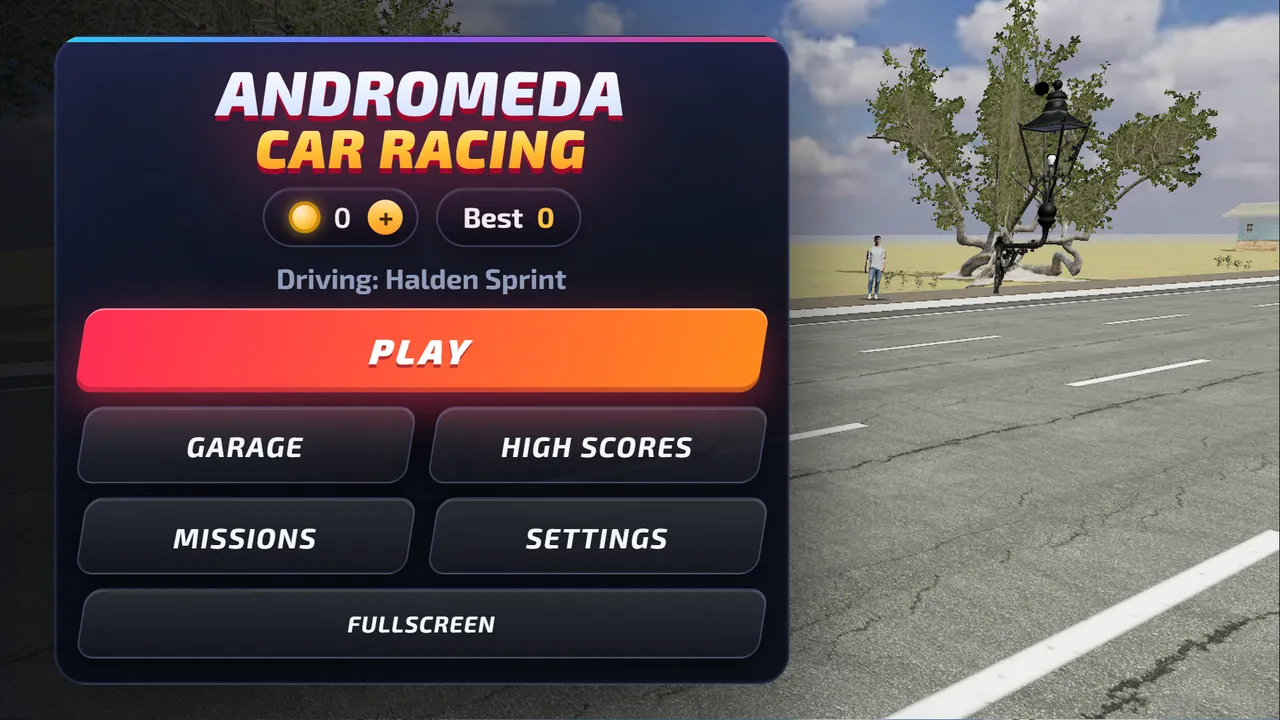 ANDROMEDA
CAR RACING
0 +
Best 0
Driving: Halden Sprint
PLAY
GARAGE
HIGH SCORES
MISSIONS
SETTINGS
FULLSCREEN